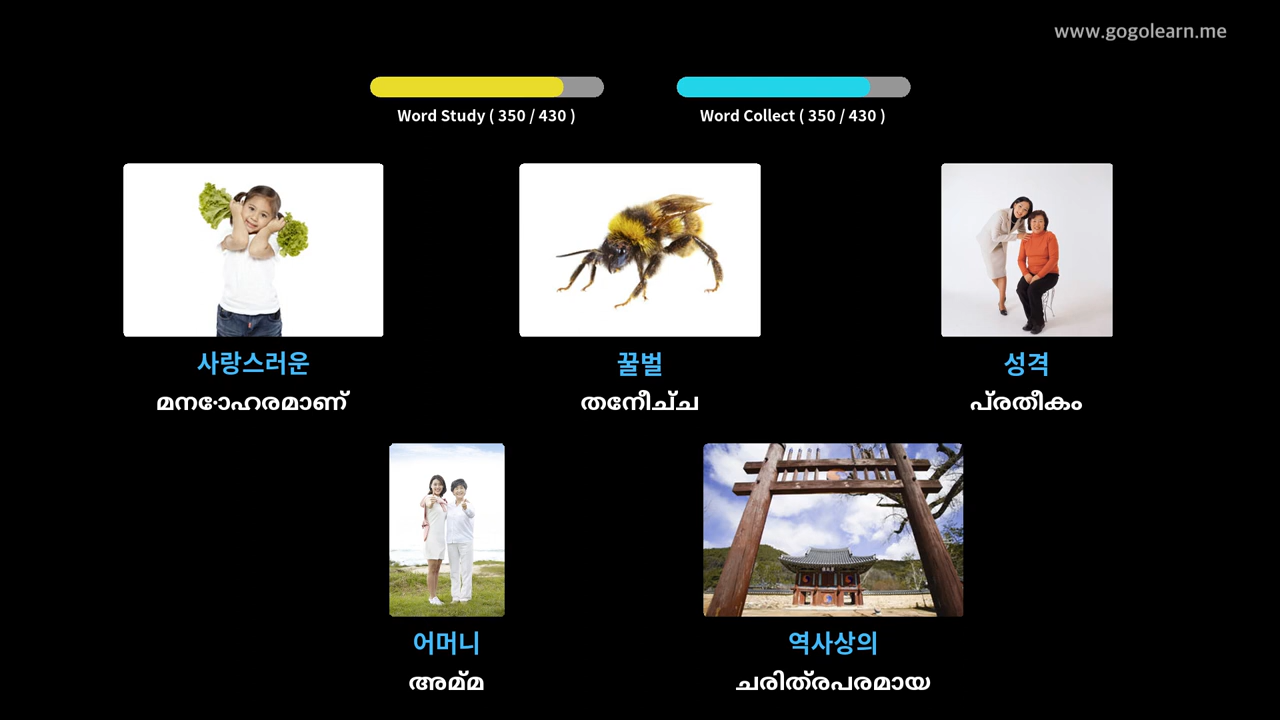 www.gogolearn.me
Word Study ( 350 / 430 )
Word Collect ( 350 / 430 )
사랑스러운
മനോഹരമാണ്
꿀벌
തേനീച്ച
성격
പ്രതീകം
어머니
അമ്മ
역사상의
ചരിത്രപരമായ